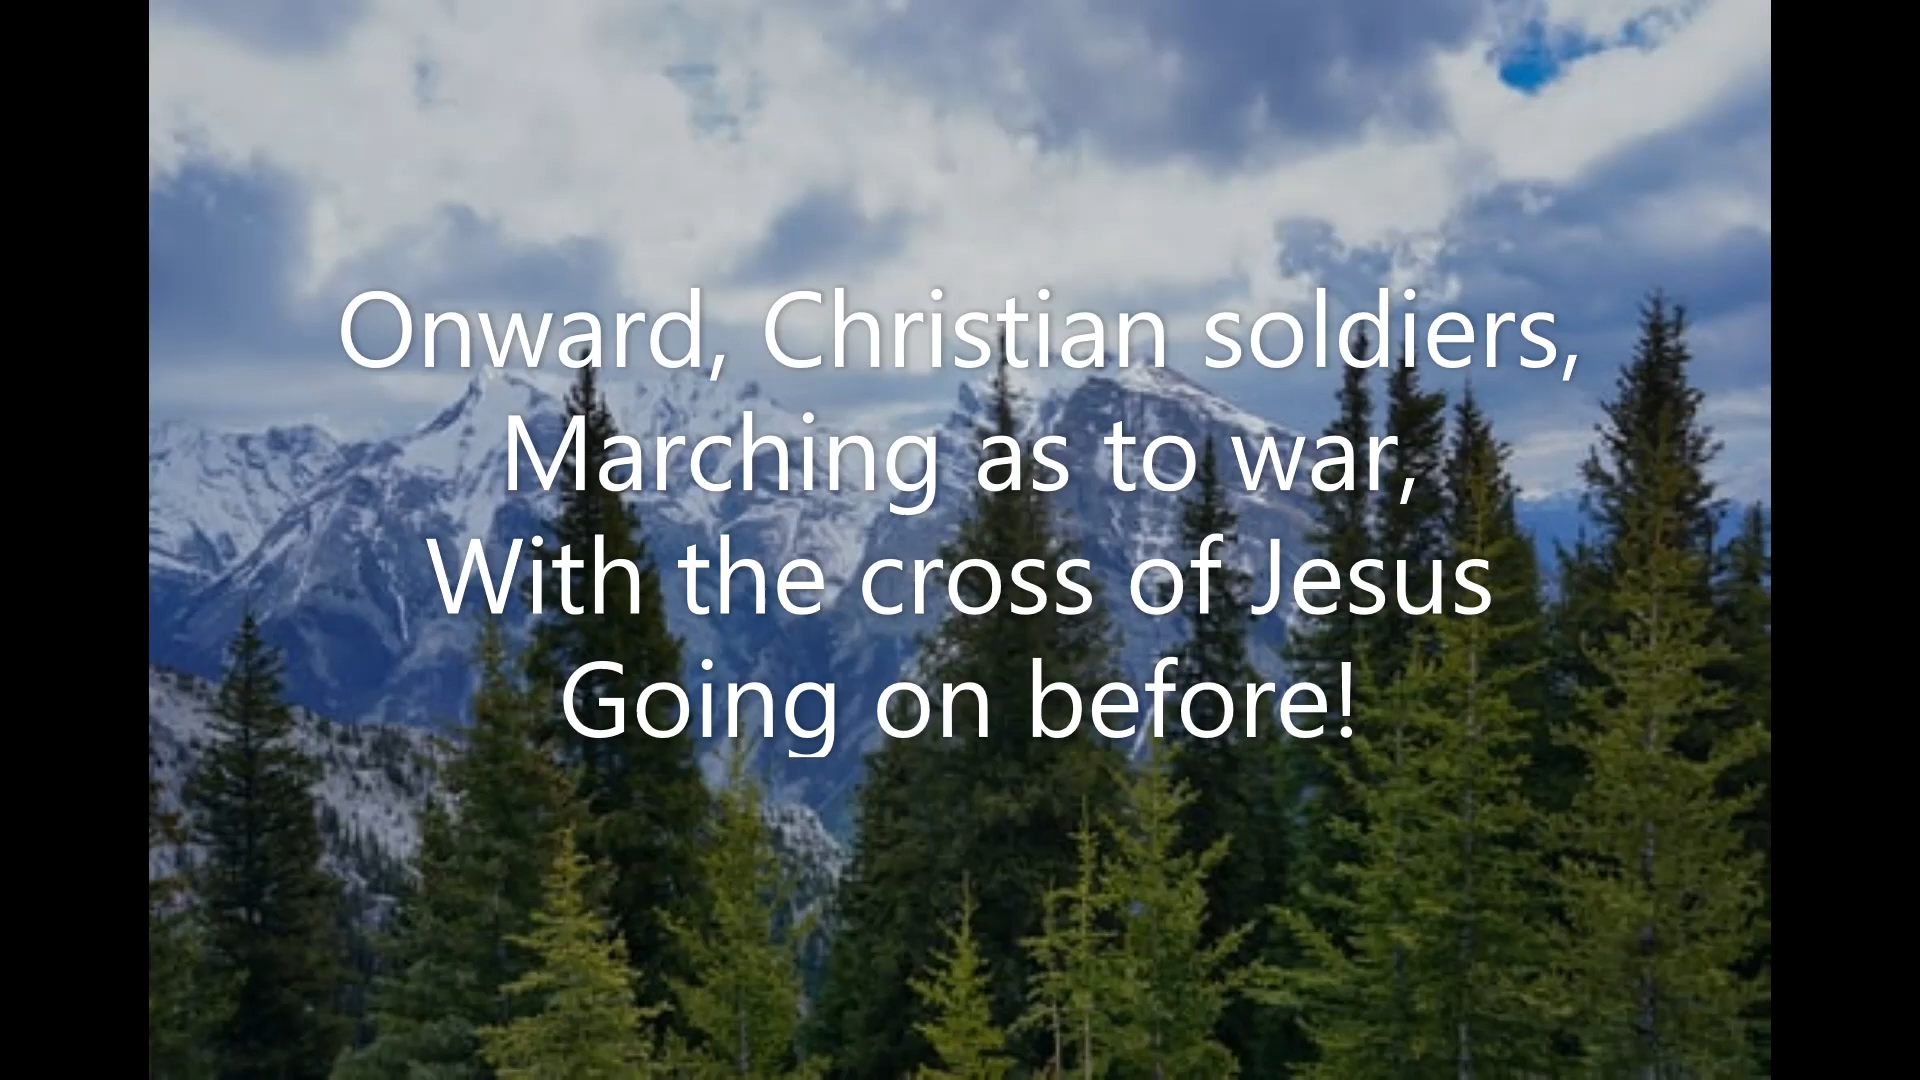 Onward, Christian soldiers,
Marching as to war,
With the cross of Jesus
Going on before!